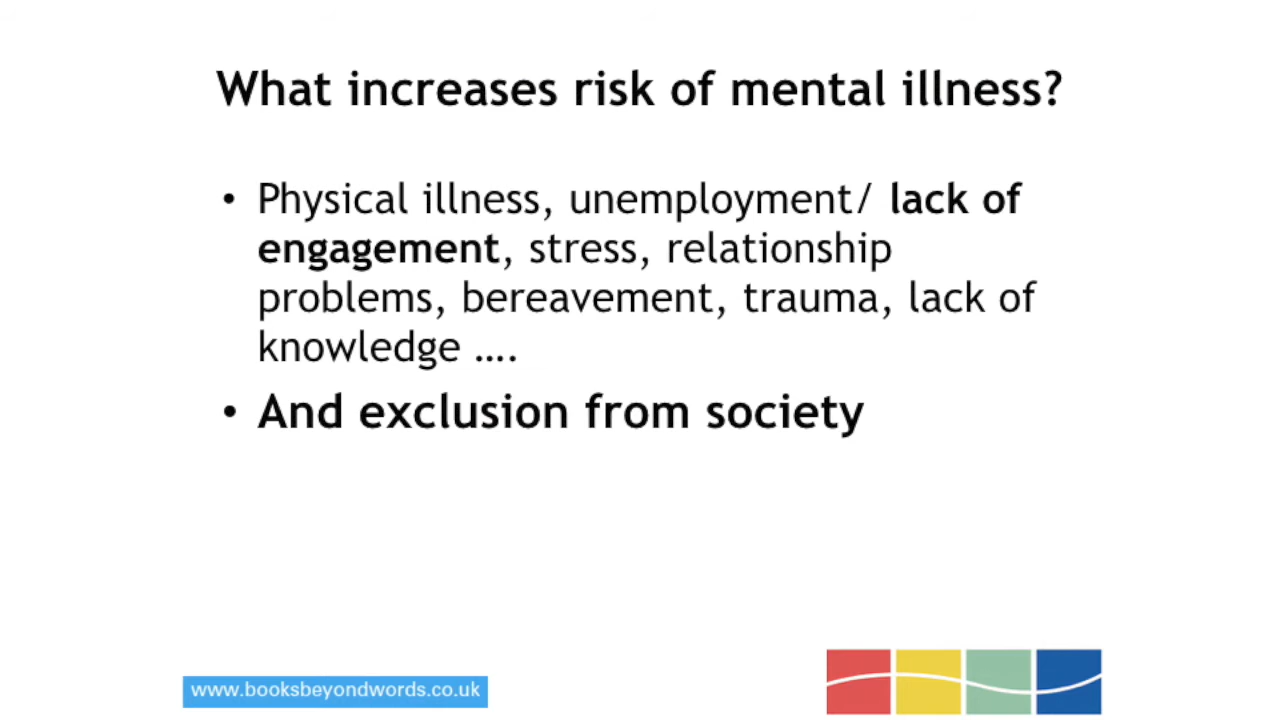 What increases risk of mental illness?
• Physical illness, unemployment/ lack of
engagement, stress, relationship
problems, bereavement, trauma, lack of
knowledge ….
• And exclusion from society
www.booksbeyondwords.co.uk